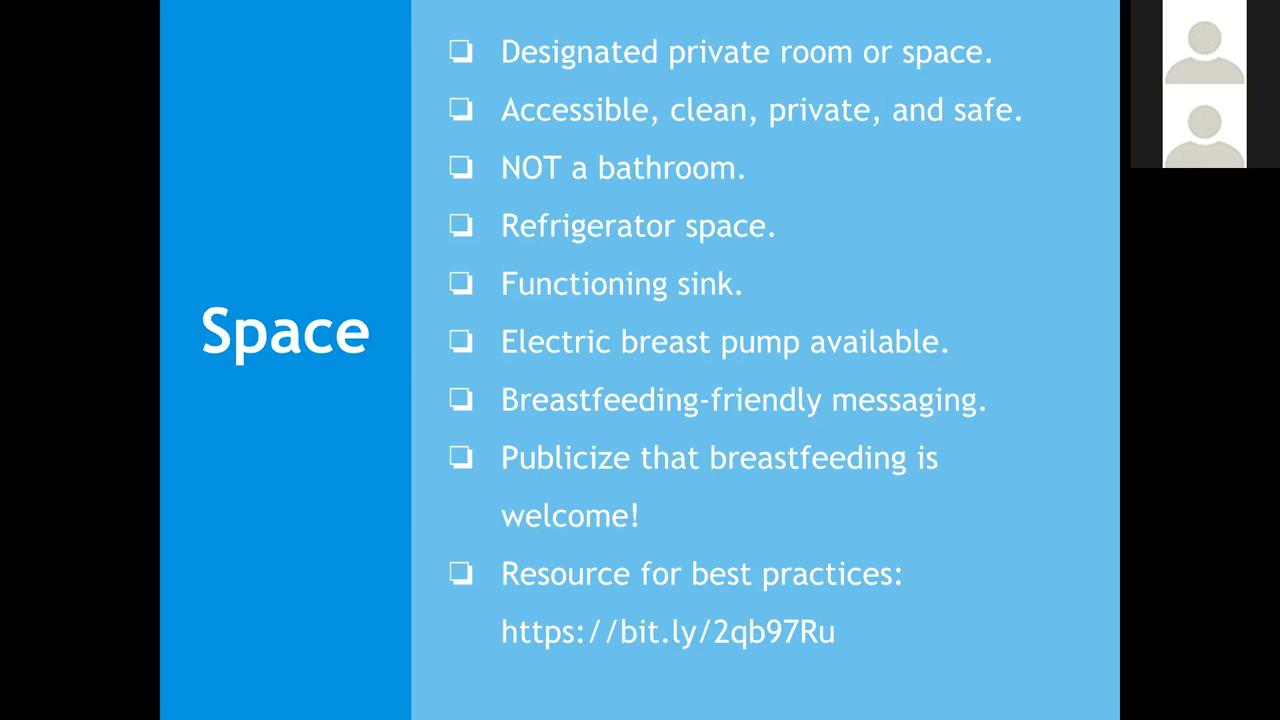 Space
❏ Designated private room or space.
❏ Accessible, clean, private, and safe.
❏ NOT a bathroom.
❏ Refrigerator space.
❏ Functioning sink.
❏ Electric breast pump available.
❏ Breastfeeding-friendly messaging.
❏ Publicize that breastfeeding is
welcome!
❏ Resource for best practices:
https://bit.ly/2qb97Ru